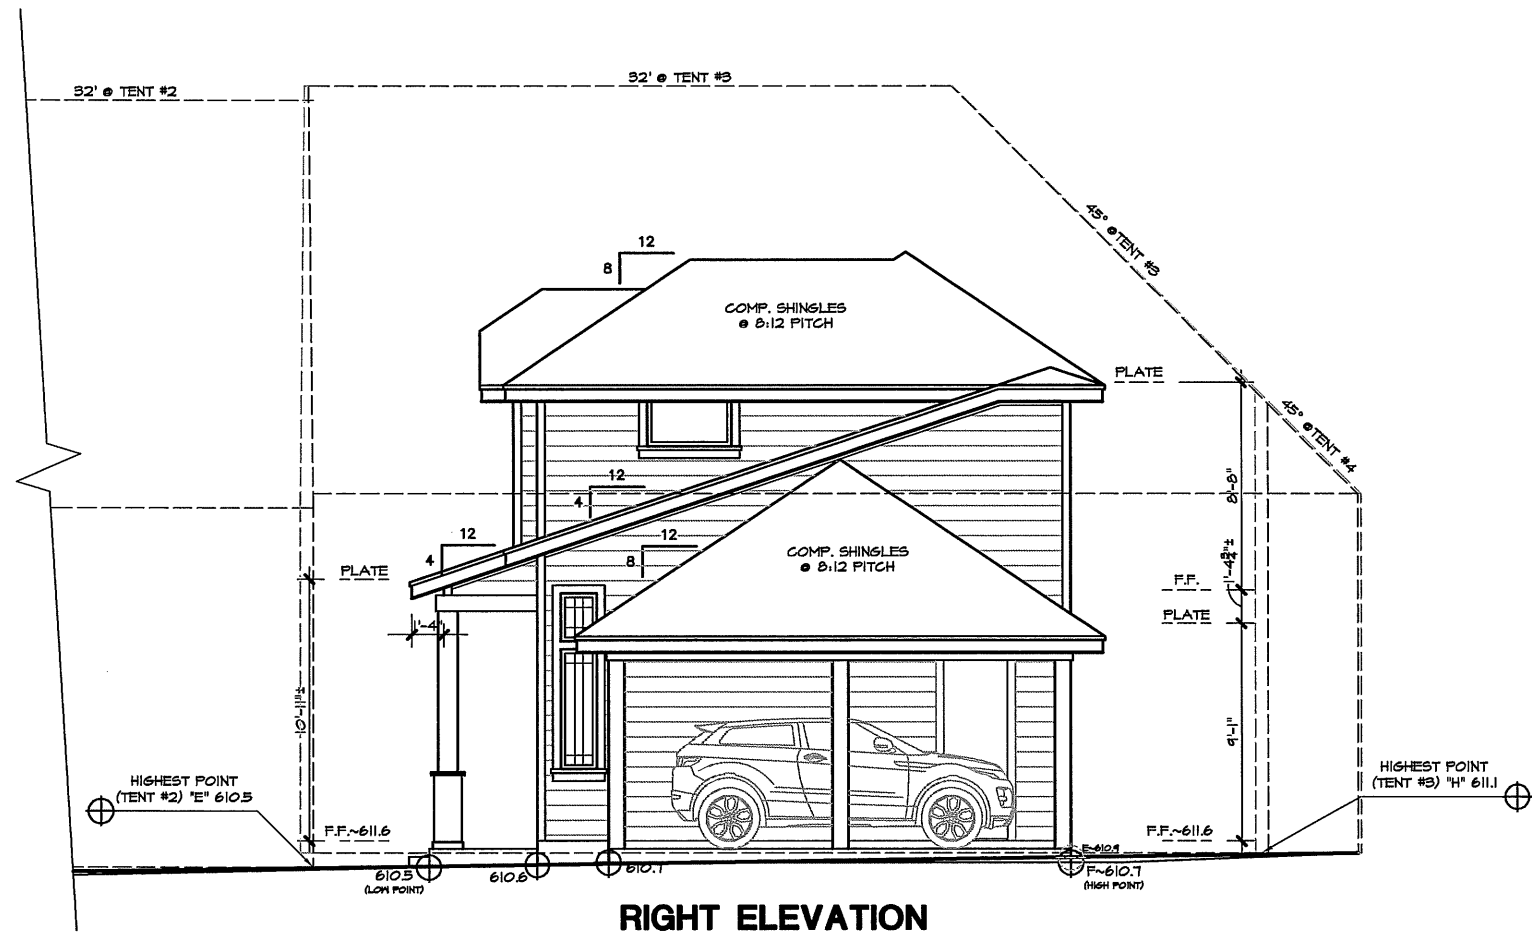 32' @ TENT #2
32' @ TENT #3
45° @ TENT #3
12
8
COMP. SHINGLES
@ 8:12 PITCH
PLATE
45° @ TENT #4
12
4
8'-8"
12
4
12
8
COMP. SHINGLES
@ 8:12 PITCH
PLATE
F.F.
PLATE
1'-4"
10'-11"±
9'-1"
HIGHEST POINT
(TENT #2) "E" 610.5
HIGHEST POINT
(TENT #3) "H" 611.1
F.F.~611.6
F.F.~611.6
E~610.9
610.5
(LOW POINT)
610.6
610.7
F~610.7
(HIGH POINT)
RIGHT ELEVATION